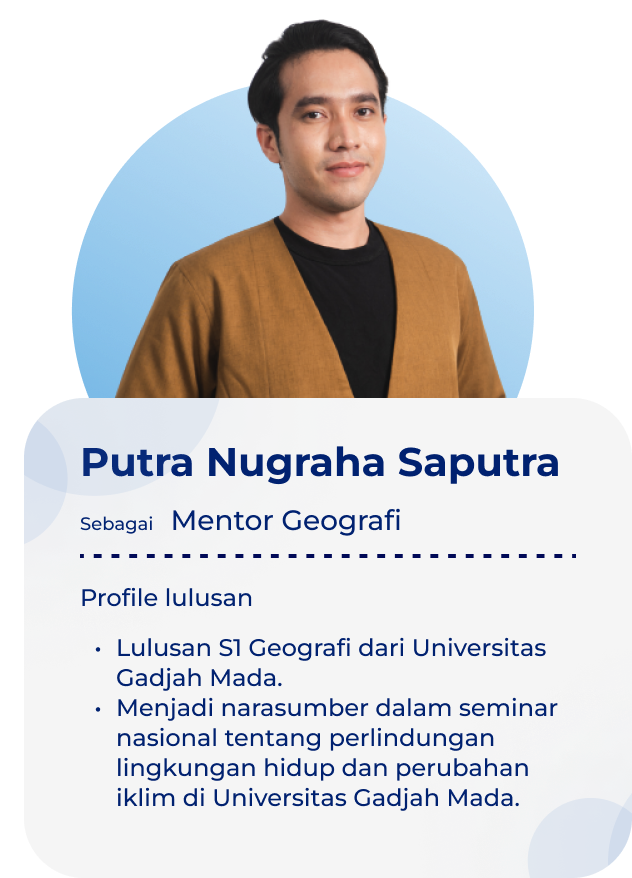 Putra Nugraha Saputra
Sebagai Mentor Geografi
Profile lulusan
• Lulusan S1 Geografi dari Universitas
Gadjah Mada.
• Menjadi narasumber dalam seminar
nasional tentang perlindungan
lingkungan hidup dan perubahan
iklim di Universitas Gadjah Mada.